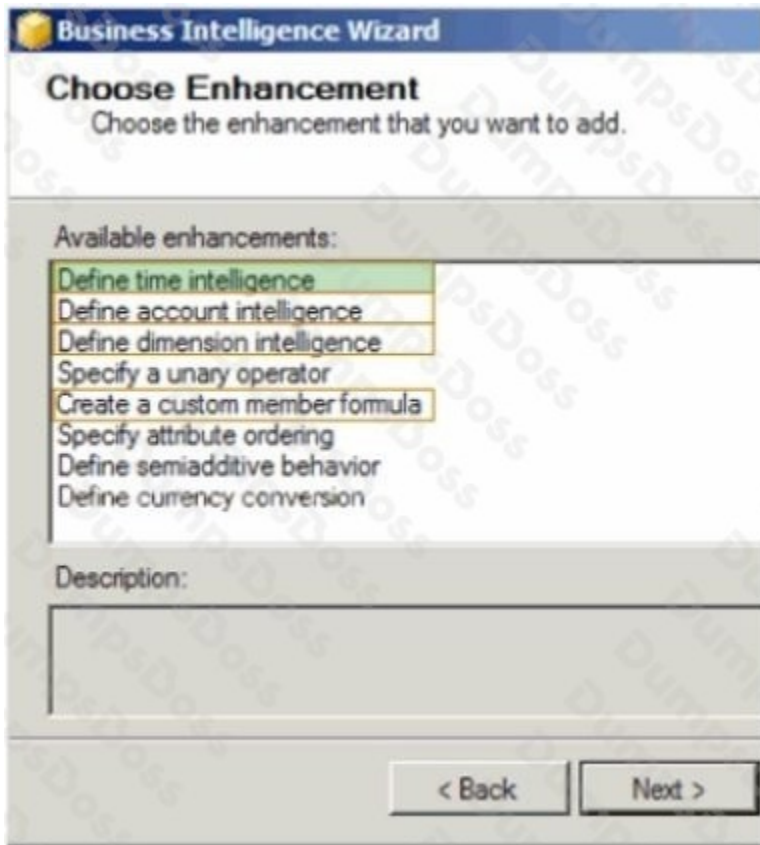 Business Intelligence Wizard
Choose Enhancement
Choose the enhancement that you want to add.
Available enhancements:
Define time intelligence
Define account intelligence
Define dimension intelligence
Specify a unary operator
Create a custom member formula
Specify attribute ordering
Define semiadditive behavior
Define currency conversion
Description:
< Back
Next >
DumpsDoss